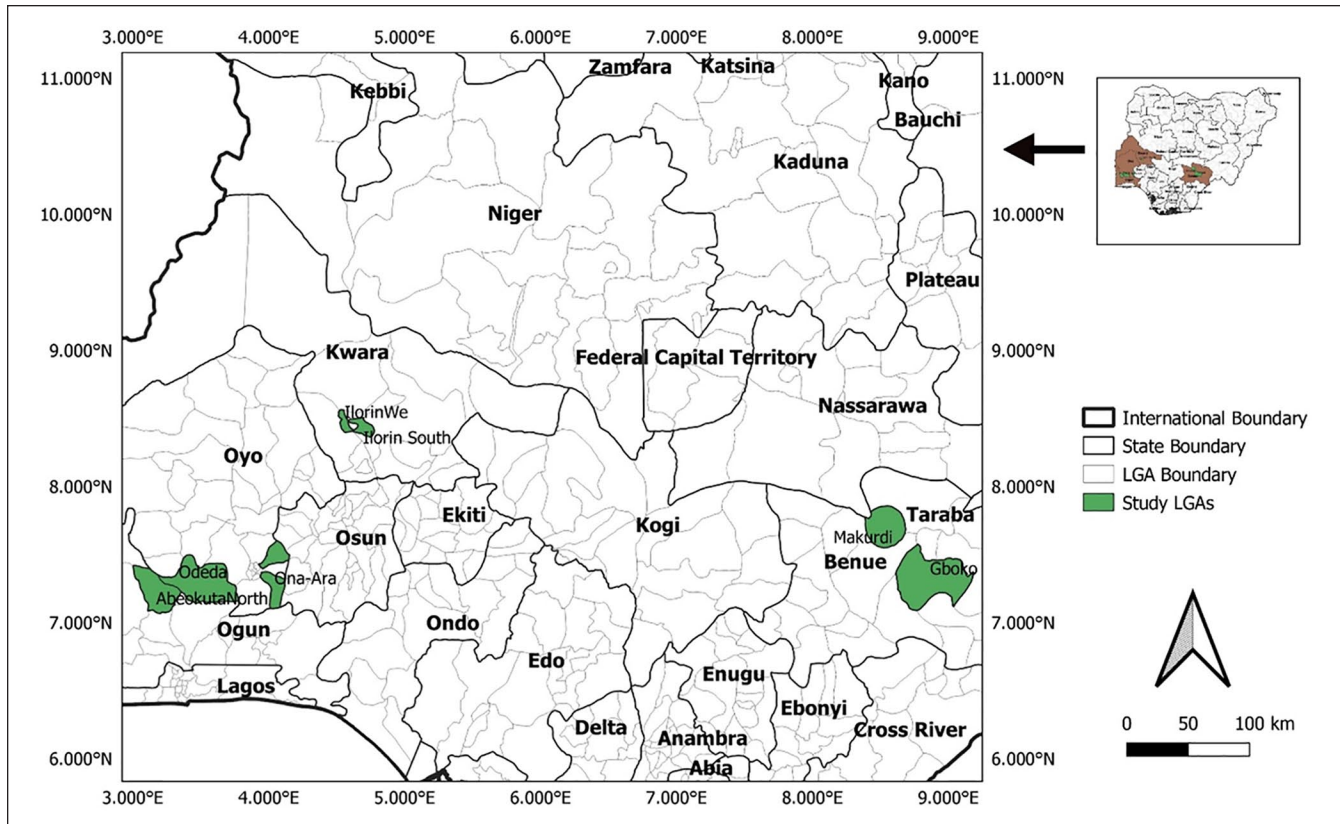 3.000°E 4.000°E 5.000°E 6.000°E 7.000°E 8.000°E 9.000°E
11.000°N
10.000°N
9.000°N
8.000°N
7.000°N
6.000°N
Zamfara
Katsina
Kebbi
Kano
Bauchi
Kaduna
Niger
Plateau
Kwara
Federal Capital Territory
Nassarawa
IlorinWe
Ilorin South
Oyo
Osun
Ekiti
Kogi
Taraba
Makurdi
Benue
Gboko
Odeda
Ona-Ara
AbeokutaNorth
Ogun
Ondo
Edo
Enugu
Lagos
Ebonyi
Delta
Anambra
Cross River
Abia
11.000°N
10.000°N
9.000°N
8.000°N
7.000°N
6.000°N
3.000°E 4.000°E 5.000°E 6.000°E 7.000°E 8.000°E 9.000°E
International Boundary
State Boundary
LGA Boundary
Study LGAs
0 50 100 km